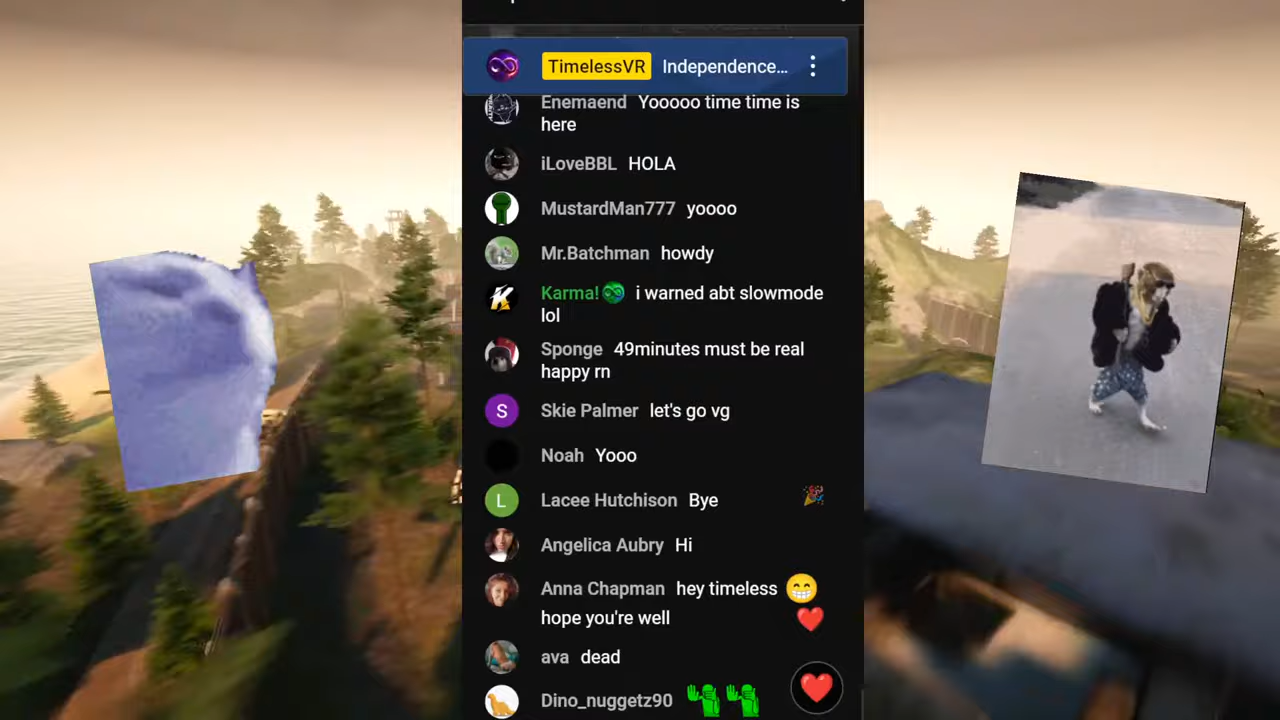 TimelessVR Independence…
Enemaend Yooooo time time is
here
iLoveBBL HOLA
MustardMan777 yoooo
Mr.Batchman howdy
Karma! i warned abt slowmode
lol
Sponge 49minutes must be real
happy rn
S Skie Palmer let's go vg
Noah Yooo
L Lacee Hutchison Bye
Angelica Aubry Hi
Anna Chapman hey timeless 😁
hope you're well
ava dead
Dino_nuggetz90